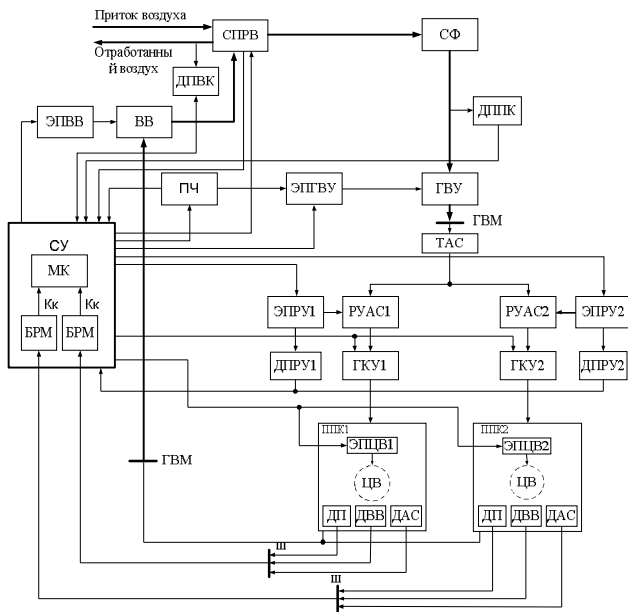 Приток воздуха
СПРВ
СФ
Отработанны
й воздух
ДПВК
ДППК
ЭПВВ
ВВ
ПЧ
ЭПГВУ
ГВУ
ГВМ
ТАС
СУ
МК
Кк
Кк
БРМ
БРМ
ЭПРУ1
РУАС1
РУАС2
ЭПРУ2
ДПРУ1
ГКУ1
ГКУ2
ДПРУ2
ППК1
ППК2
ЭПЦВ1
ЭПЦВ2
ГВМ
ЦВ
ЦВ
ДП
ДВВ
ДАС
ДП
ДВВ
ДАС
Ш
Ш